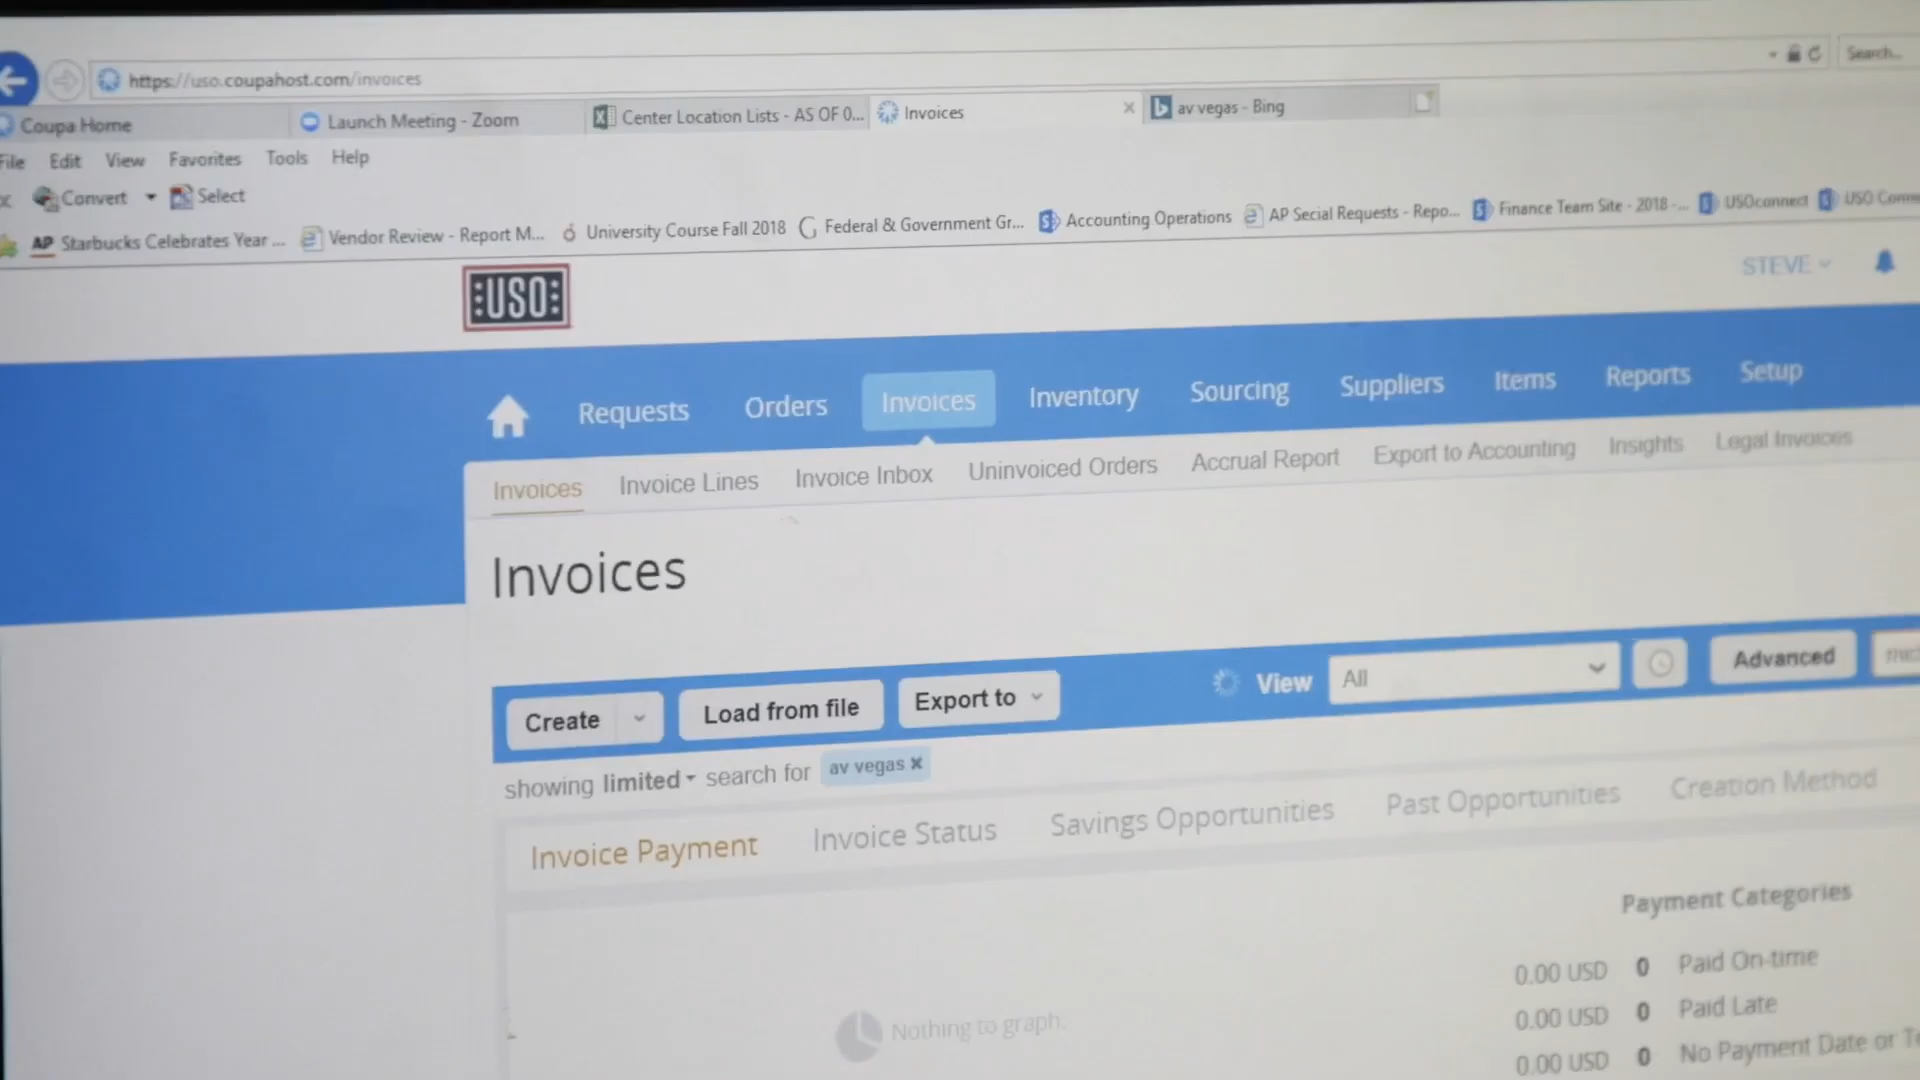 https://uso.coupahost.com/invoices
Search...
Coupa Home
Launch Meeting - Zoom
Center Location Lists - AS OF 0...
Invoices
av vegas - Bing
File Edit View Favorites Tools Help
Convert Select
AP Starbucks Celebrates Year ... Vendor Review - Report M... University Course Fall 2018 Federal & Government Gr... Accounting Operations AP Secial Requests - Repo... Finance Team Site - 2018 -... USOconnect USO
USO
STEVE
Requests Orders Invoices Inventory Sourcing Suppliers Items Reports Setup
Invoices Invoice Lines Invoice Inbox Uninvoiced Orders Accrual Report Export to Accounting Insights Legal Invoices
Invoices
Create Load from file Export to View All Advanced
showing limited search for av vegas ×
Invoice Payment Invoice Status Savings Opportunities Past Opportunities Creation Method
Payment Categories
0.00 USD 0 Paid On-time
0.00 USD 0 Paid Late
0.00 USD 0 No Payment Date or
Nothing to graph.